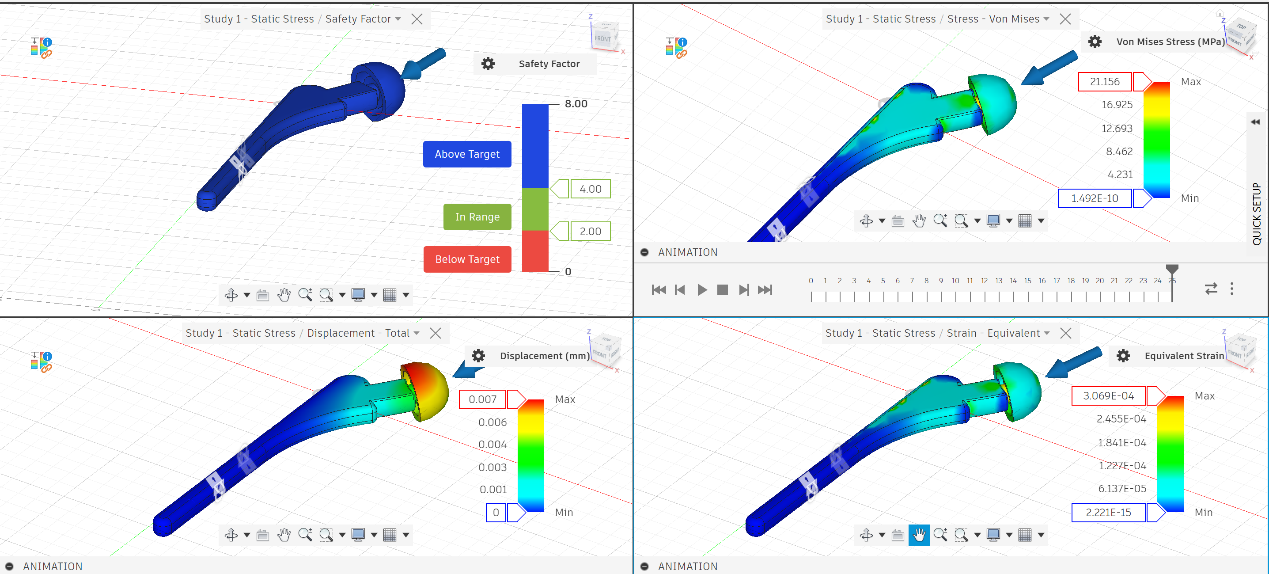 Study 1 - Static Stress / Safety Factor
Z
FRONT
X
Safety Factor
8.00
Above Target
4.00
In Range
2.00
Below Target
0
Study 1 - Static Stress / Stress - Von Mises
Z
TOP
FRONT
X
Von Mises Stress (MPa)
21.156
Max
16.925
12.693
8.462
4.231
1.492E-10
Min
QUICK SETUP
ANIMATION
0 1 2 3 4 5 6 7 8 9 10 11 12 13 14 15 16 17 18 19 20 21 22 23 24 25
Study 1 - Static Stress / Displacement - Total
Z
FRONT
X
Displacement (mm)
0.007
Max
0.006
0.004
0.003
0.001
0
Min
ANIMATION
Study 1 - Static Stress / Strain - Equivalent
Z
FRONT
X
Equivalent Strain
3.069E-04
Max
2.455E-04
1.841E-04
1.227E-04
6.137E-05
2.221E-15
Min
ANIMATION